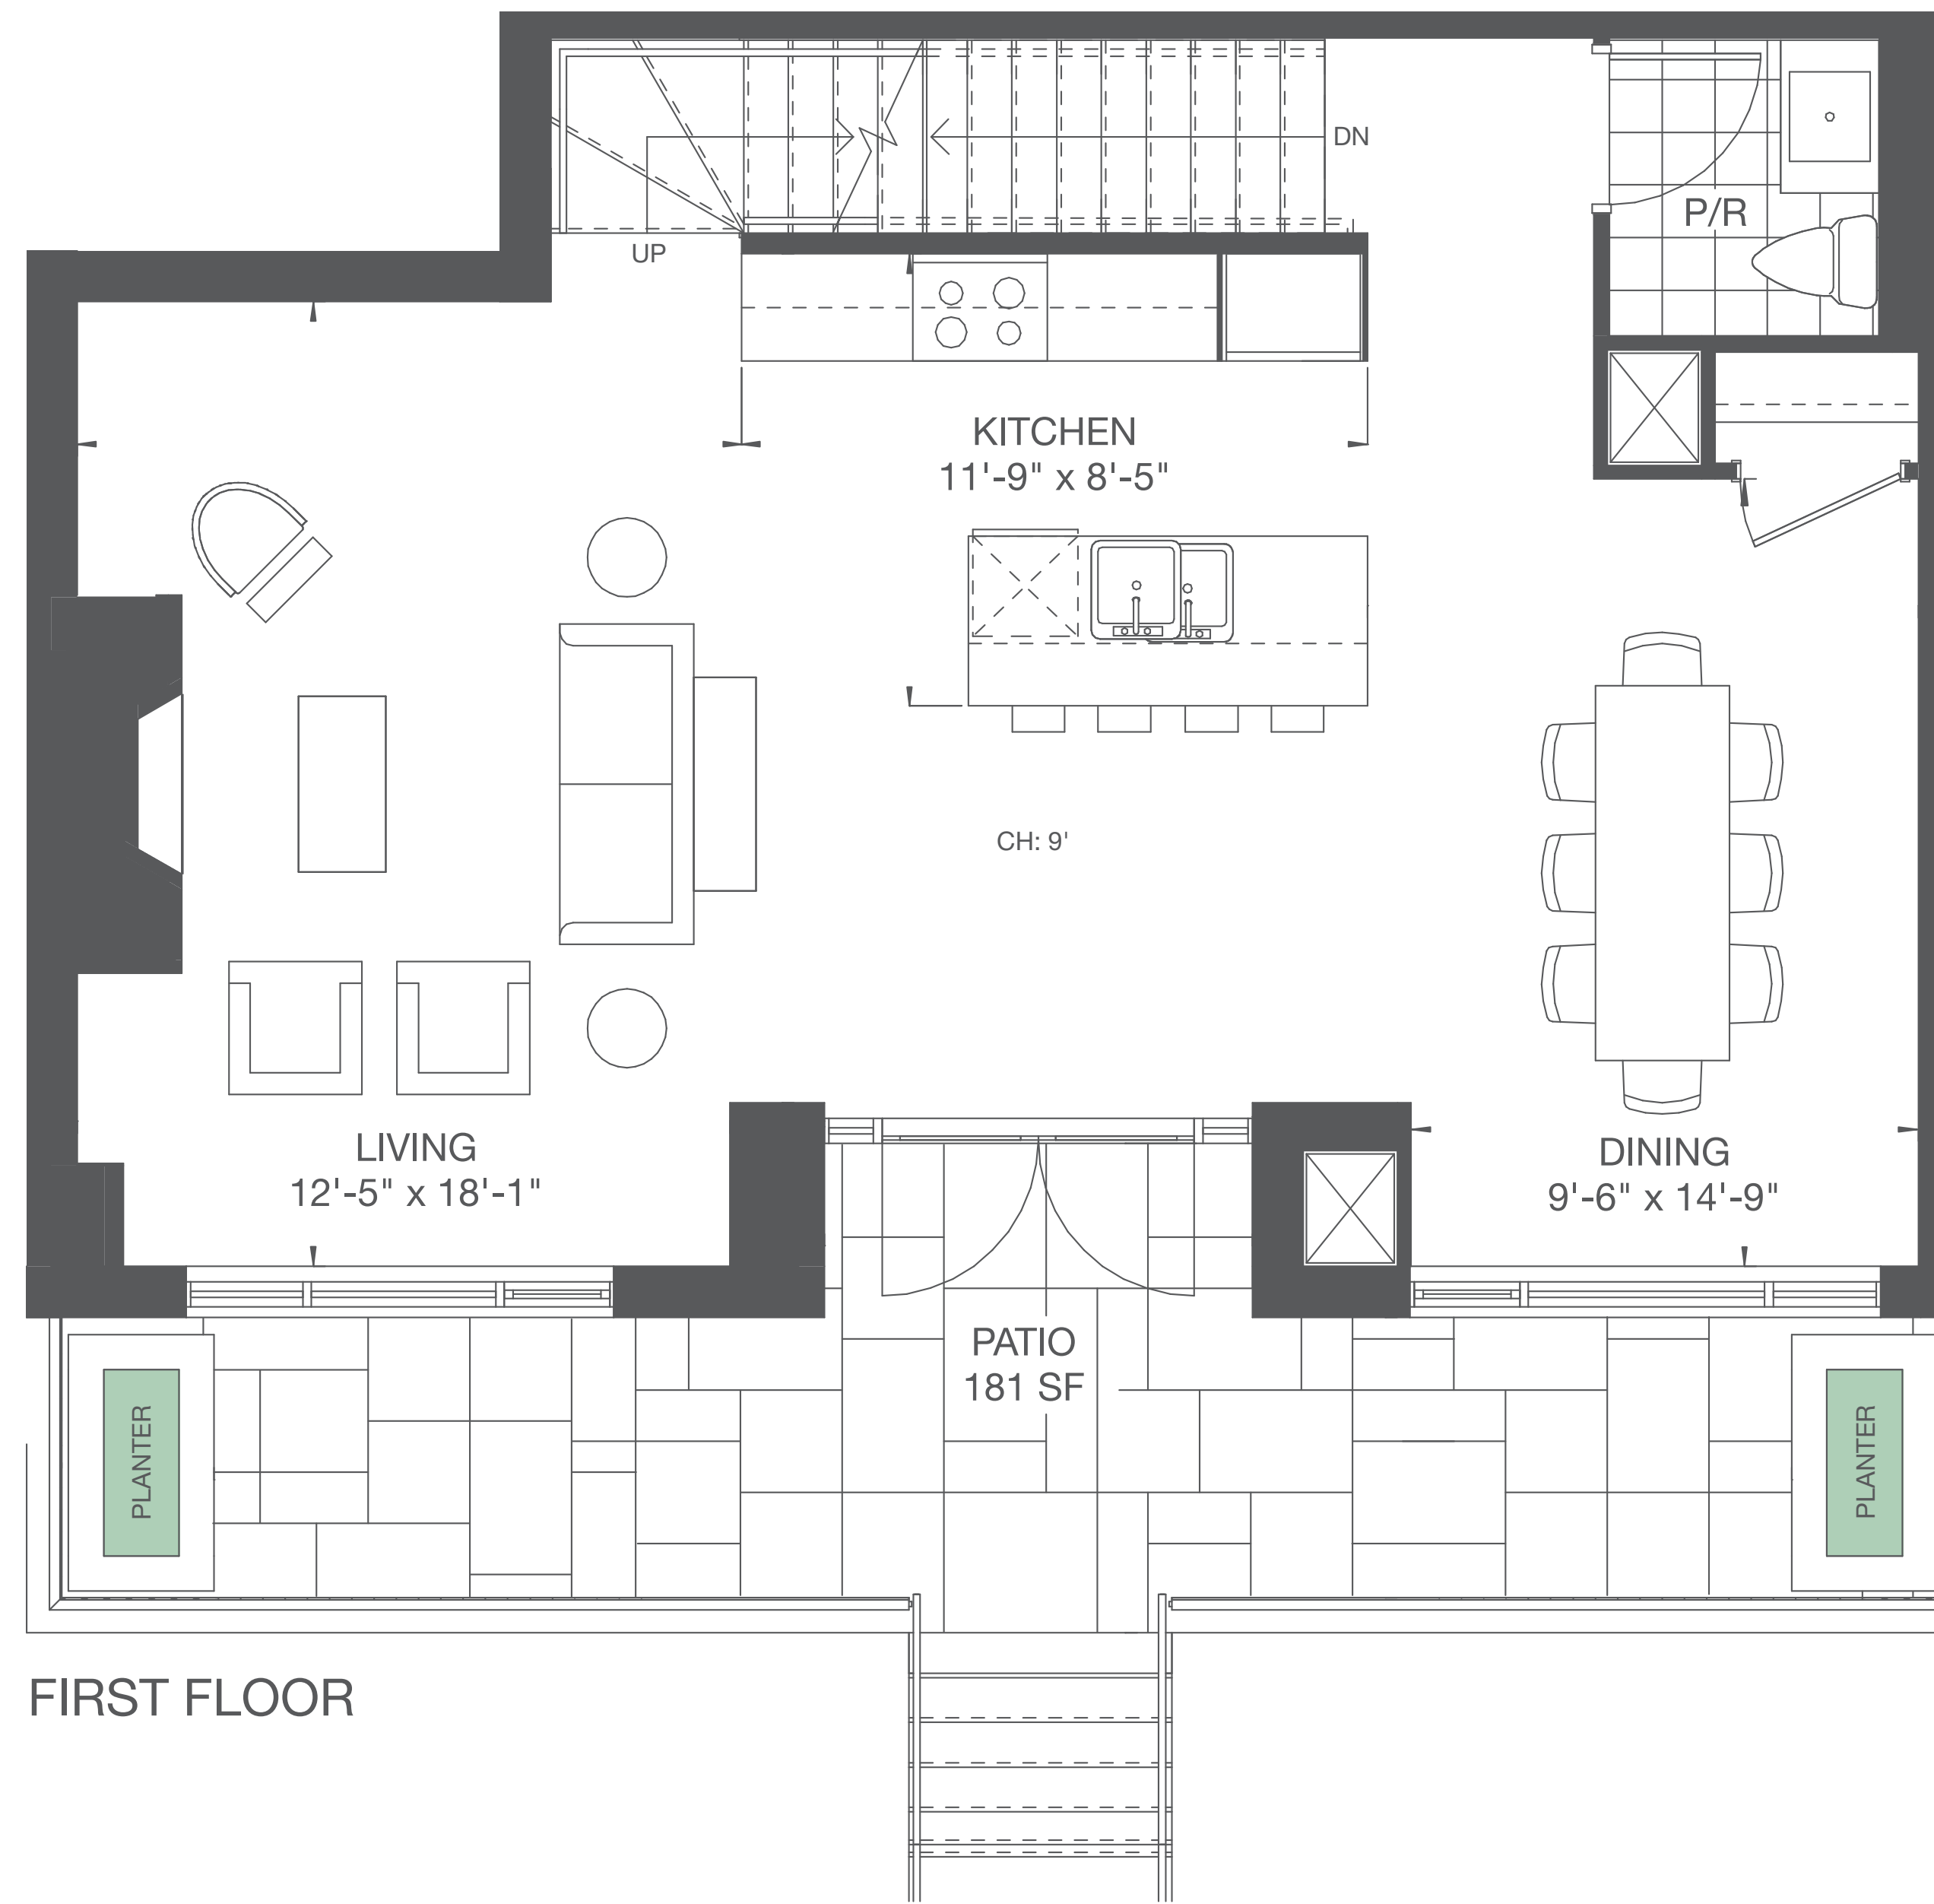 DN
P/R
UP
KITCHEN
11'-9" x 8'-5"
CH: 9'
LIVING
12'-5" x 18'-1"
DINING
9'-6" x 14'-9"
PATIO
181 SF
PLANTER
PLANTER
FIRST FLOOR